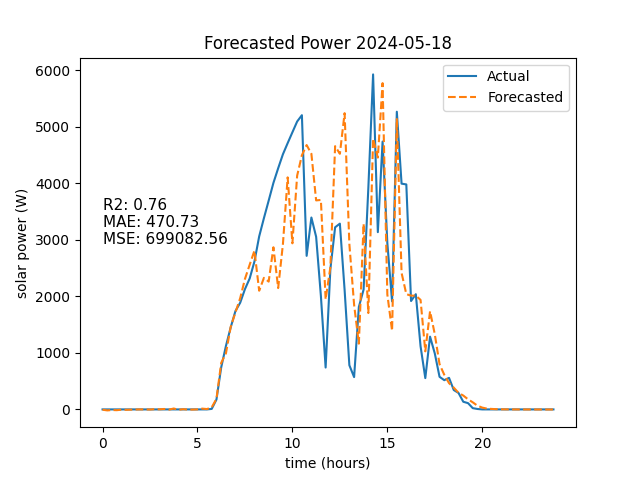 Forecasted Power 2024-05-18
Actual
Forecasted
6000
5000
4000
3000
2000
1000
0
solar power (W)
R2: 0.76
MAE: 470.73
MSE: 699082.56
0 5 10 15 20
time (hours)